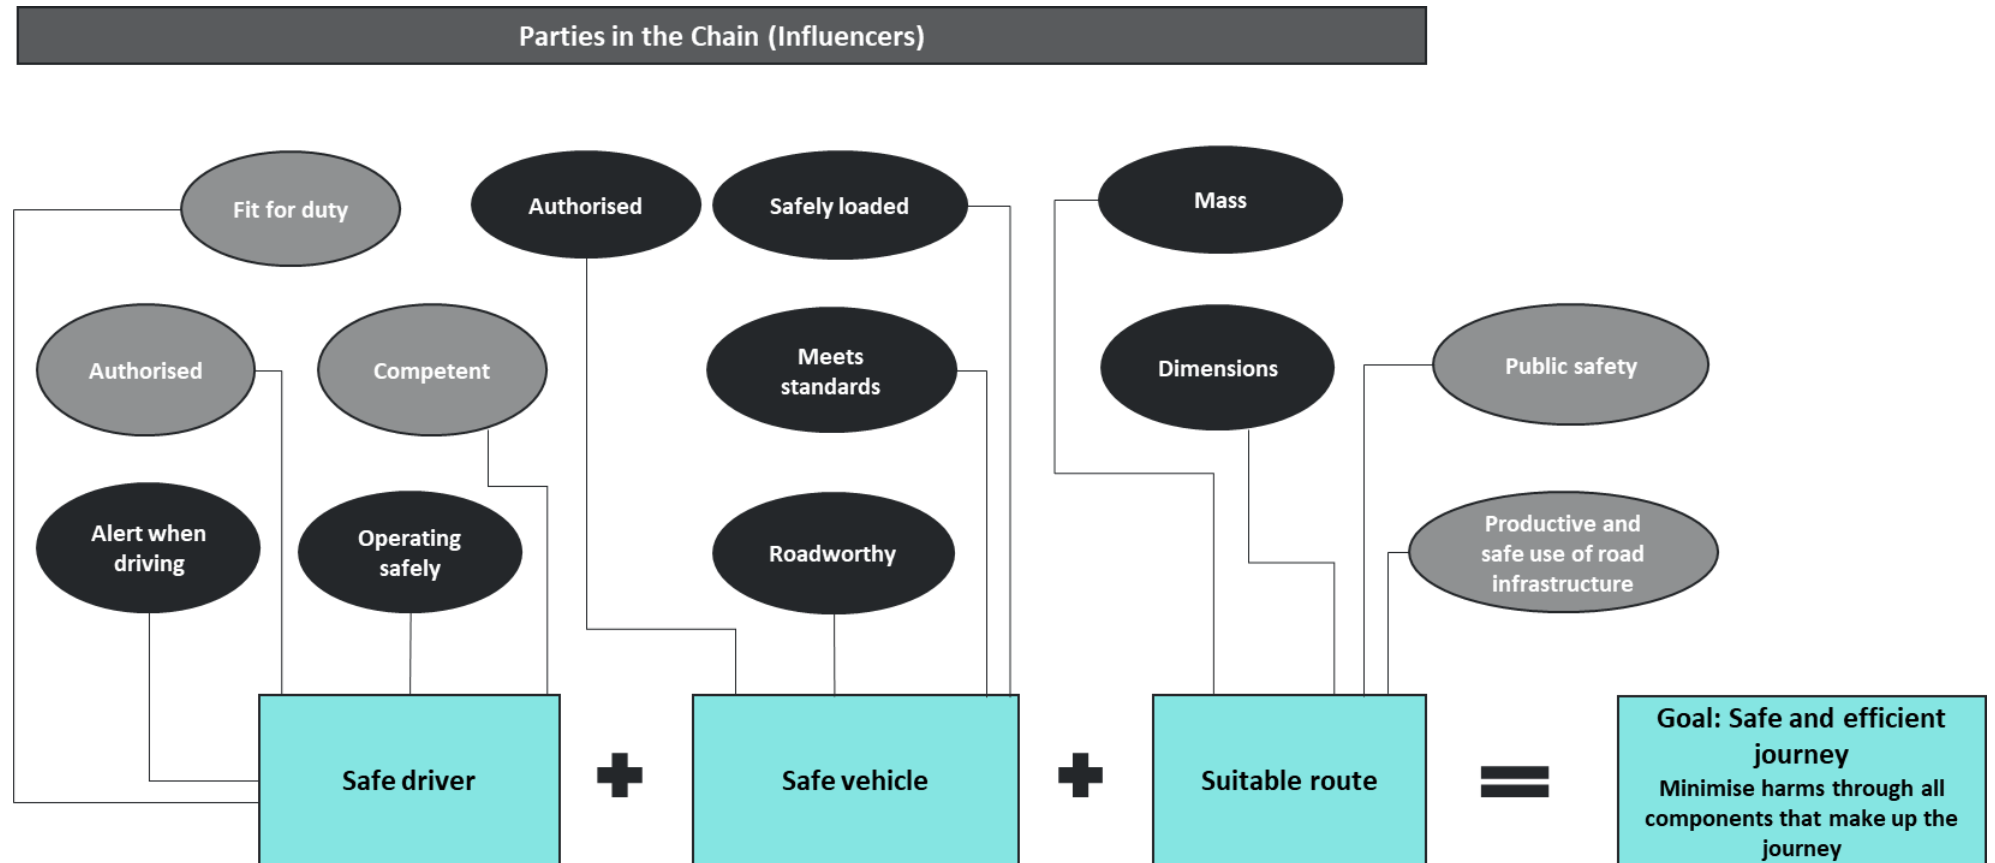 Parties in the Chain (Influencers)
Fit for duty
Authorised
Safely loaded
Mass
Authorised
Competent
Meets
standards
Dimensions
Public safety
Alert when
driving
Operating
safely
Roadworthy
Productive and
safe use of road
infrastructure
Safe driver
+
Safe vehicle
+
Suitable route
=
Goal: Safe and efficient
journey
Minimise harms through all
components that make up the
journey